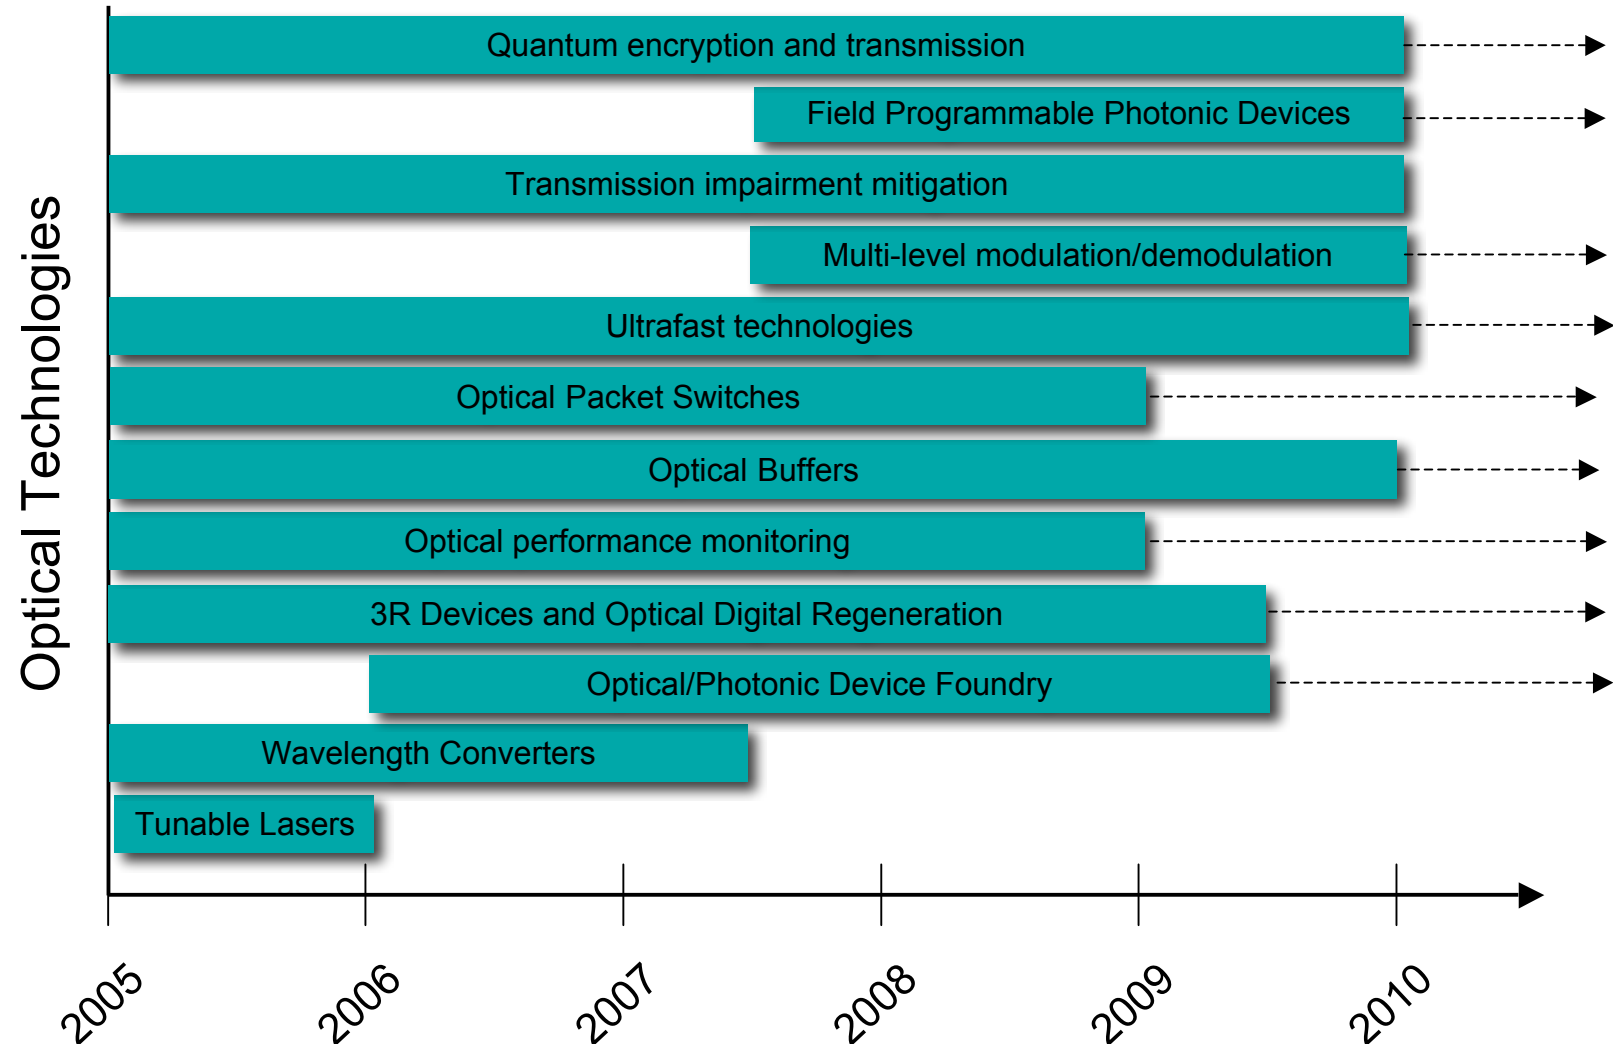 Optical Technologies
Quantum encryption and transmission
Field Programmable Photonic Devices
Transmission impairment mitigation
Multi-level modulation/demodulation
Ultrafast technologies
Optical Packet Switches
Optical Buffers
Optical performance monitoring
3R Devices and Optical Digital Regeneration
Optical/Photonic Device Foundry
Wavelength Converters
Tunable Lasers
2005
2006
2007
2008
2009
2010